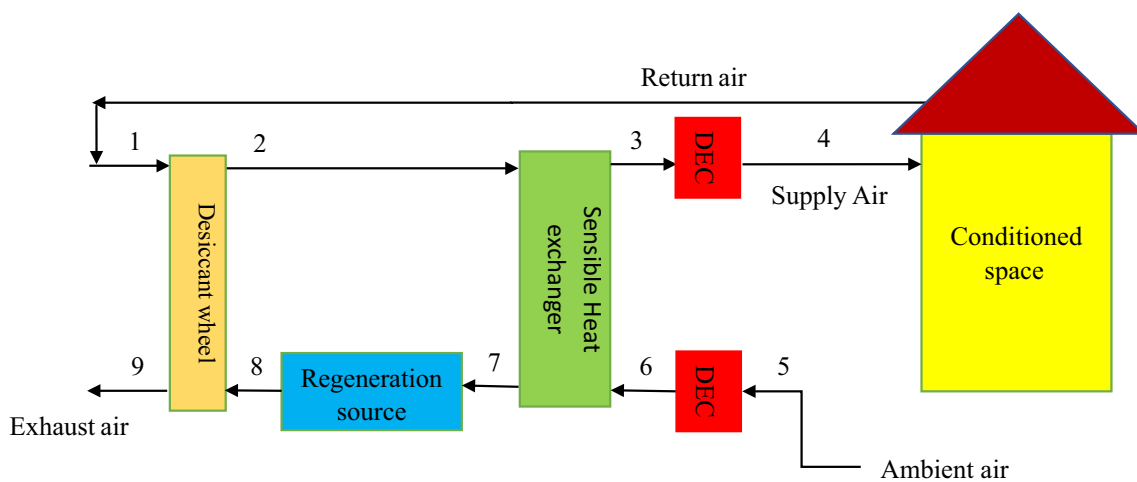 Return air
1
2
3
DEC
4
Supply Air
Desiccant wheel
Sensible Heat
exchanger
Conditioned
space
9
8
Regeneration
source
7
6
DEC
5
Exhaust air
Ambient air